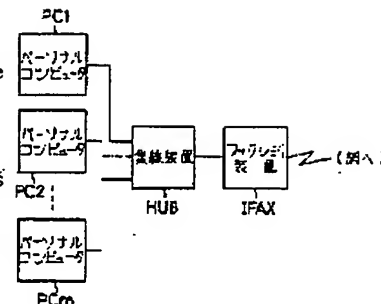 PC1
パーソナル
コンピュータ
パーソナル
コンピュータ
PC2
集線装置
HUB
ファクシミリ
装置
IFAX
パーソナル
コンピュータ
PCm